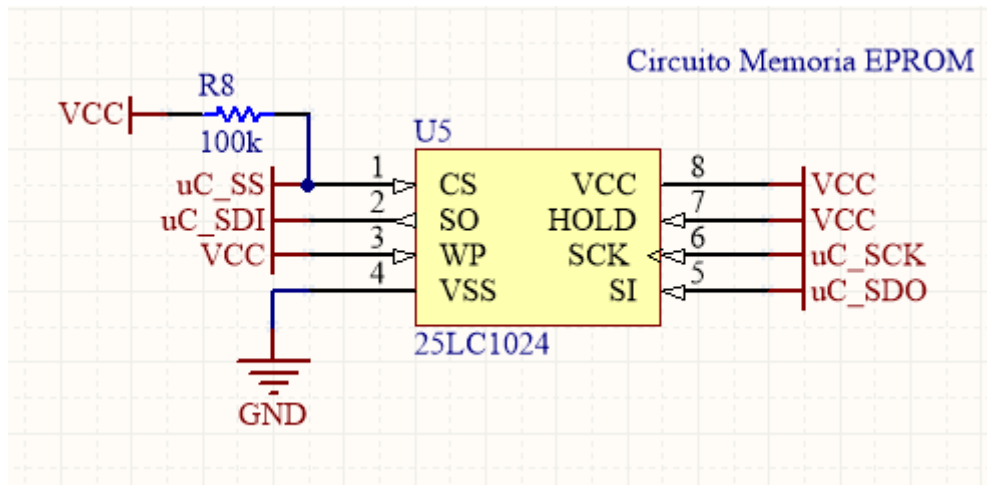 Circuito Memoria EPROM
R8
VCC
100k
U5
uC_SS 1 CS VCC 8 VCC
uC_SDI 2 SO HOLD 7 VCC
VCC 3 WP SCK 6 uC_SCK
4 VSS SI 5 uC_SDO
25LC1024
GND